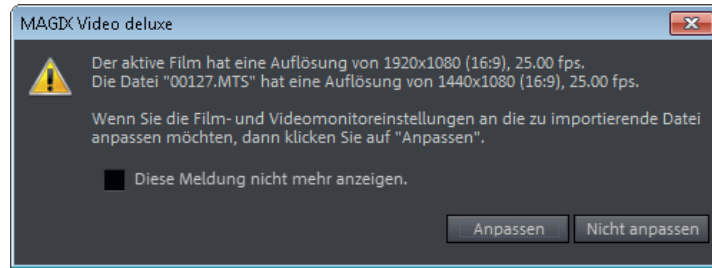 MAGIX Video deluxe
Der aktive Film hat eine Auflösung von 1920x1080 (16:9), 25.00 fps.
Die Datei "00127.MTS" hat eine Auflösung von 1440x1080 (16:9), 25.00 fps.
Wenn Sie die Film- und Videomonitoreinstellungen an die zu importierende Datei
anpassen möchten, dann klicken Sie auf "Anpassen".
Diese Meldung nicht mehr anzeigen.
Anpassen
Nicht anpassen